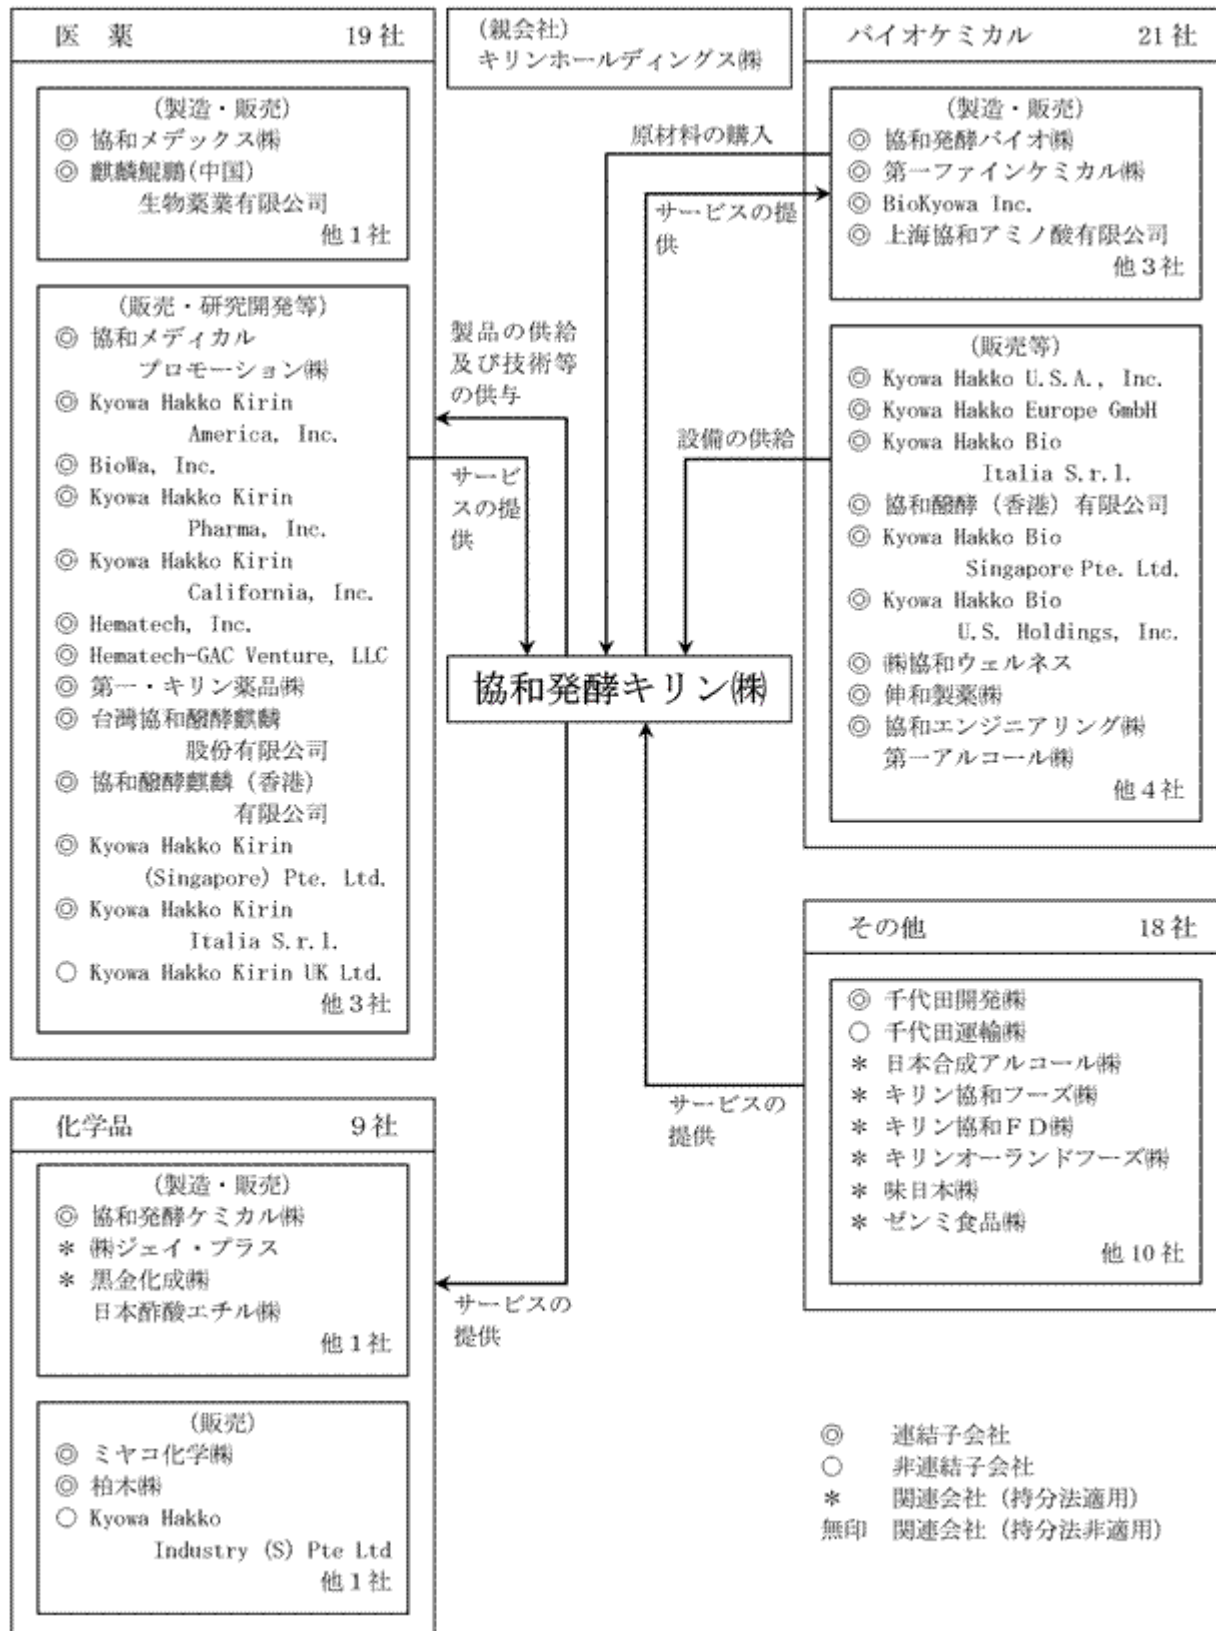 医　薬　19社
(製造・販売)
◎ 協和メデックス㈱
◎ 麒麟鯤鵬(中国)
生物薬業有限公司
他１社
(販売・研究開発等)
◎ 協和メディカル
プロモーション㈱
◎ Kyowa Hakko Kirin
America, Inc.
◎ BioWa, Inc.
◎ Kyowa Hakko Kirin
Pharma, Inc.
◎ Kyowa Hakko Kirin
California, Inc.
◎ Hematech, Inc.
◎ Hematech-GAC Venture, LLC
◎ 第一・キリン薬品㈱
◎ 台灣協和醱酵麒麟
股份有限公司
◎ 協和醱酵麒麟（香港）
有限公司
◎ Kyowa Hakko Kirin
(Singapore) Pte. Ltd.
◎ Kyowa Hakko Kirin
Italia S.r.l.
○ Kyowa Hakko Kirin UK Ltd.
他３社
化学品　９社
(製造・販売)
◎ 協和発酵ケミカル㈱
＊ ㈱ジェイ・プラス
＊ 黒金化成㈱
日本酢酸エチル㈱
他１社
(販売)
◎ ミヤコ化学㈱
◎ 柏木㈱
○ Kyowa Hakko
Industry (S) Pte Ltd
他１社
(親会社)
キリンホールディングス㈱
原材料の購入
サービスの提
供
製品の供給
及び技術等
の供与
設備の供給
サービ
スの提
供
協和発酵キリン㈱
サービスの
提供
サービスの
提供
バイオケミカル　21社
(製造・販売)
◎ 協和発酵バイオ㈱
◎ 第一ファインケミカル㈱
◎ BioKyowa Inc.
◎ 上海協和アミノ酸有限公司
他３社
(販売等)
◎ Kyowa Hakko U.S.A., Inc.
◎ Kyowa Hakko Europe GmbH
◎ Kyowa Hakko Bio
Italia S.r.l.
◎ 協和醱酵（香港）有限公司
◎ Kyowa Hakko Bio
Singapore Pte. Ltd.
◎ Kyowa Hakko Bio
U.S. Holdings, Inc.
◎ ㈱協和ウェルネス
◎ 伸和製薬㈱
◎ 協和エンジニアリング㈱
第一アルコール㈱
他４社
その他　18社
◎ 千代田開発㈱
○ 千代田運輸㈱
＊ 日本合成アルコール㈱
＊ キリン協和フーズ㈱
＊ キリン協和ＦＤ㈱
＊ キリンオーランドフーズ㈱
＊ 味日本㈱
＊ ゼンミ食品㈱
他10社
◎　連結子会社
○　非連結子会社
＊　関連会社（持分法適用）
無印　関連会社（持分法非適用）